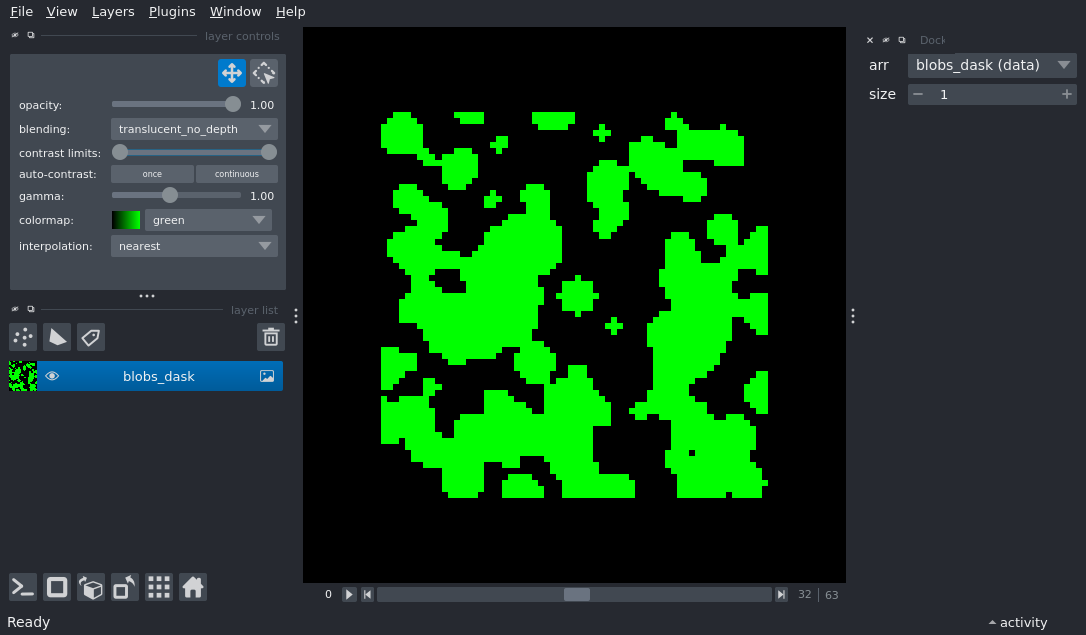 File View Layers Plugins Window Help
layer controls
opacity: 1.00
blending: translucent_no_depth
contrast limits:
auto-contrast: once continuous
gamma: 1.00
colormap: green
interpolation: nearest
layer list
blobs_dask
0 32 63
Dock
arr blobs_dask (data)
size 1
Ready activity